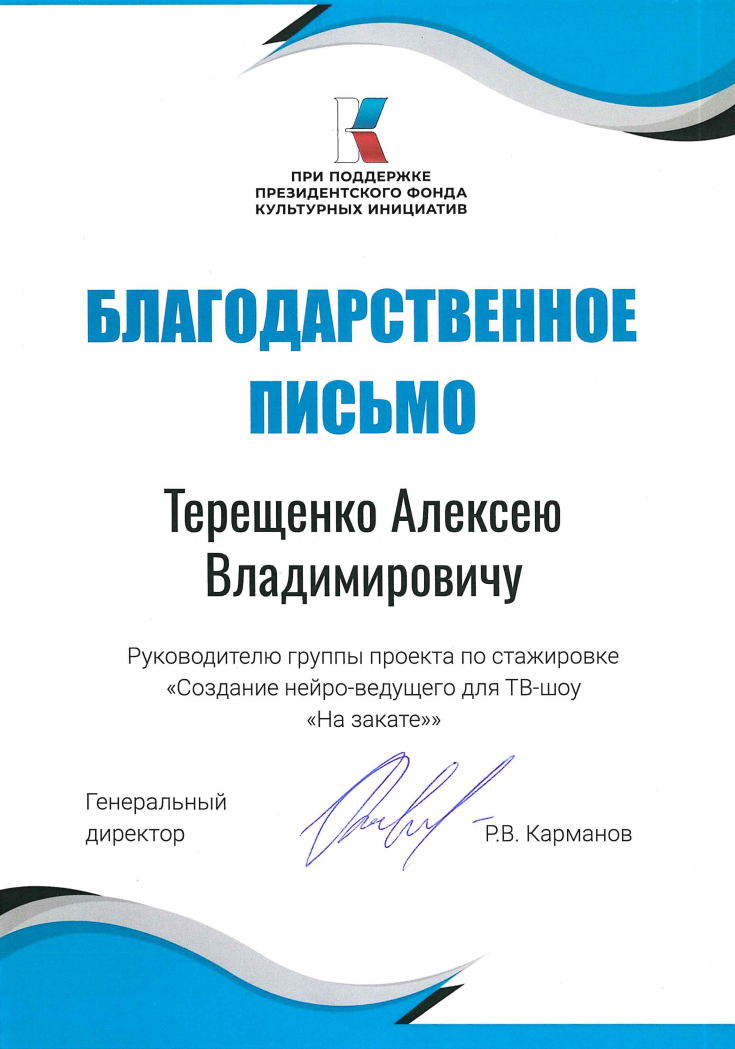 ПРИ ПОДДЕРЖКЕ
ПРЕЗИДЕНТСКОГО ФОНДА
КУЛЬТУРНЫХ ИНИЦИАТИВ
БЛАГОДАРСТВЕННОЕ
ПИСЬМО
Терещенко Алексею
Владимировичу
Руководителю группы проекта по стажировке
«Создание нейро-ведущего для ТВ-шоу
«На закате»»
Генеральный
директор
Р.В. Карманов